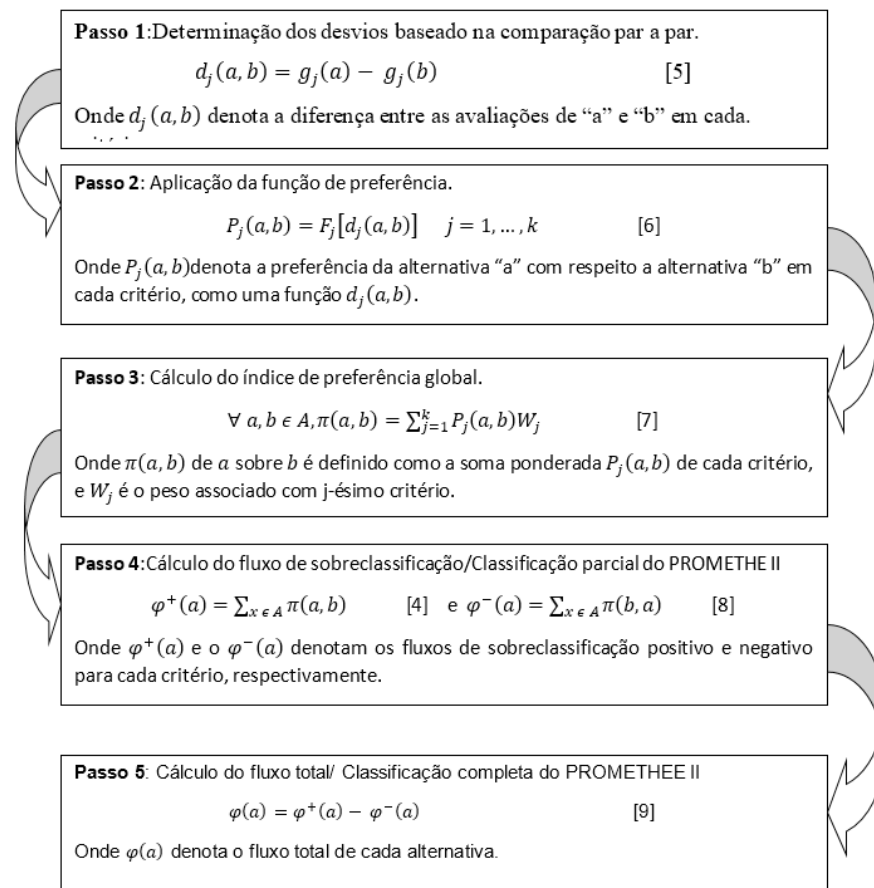 Passo 1:Determinação dos desvios baseado na comparação par a par.
d_j(a,b) = g_j(a) − g_j(b) [5]
Onde d_j(a,b) denota a diferença entre as avaliações de “a” e “b” em cada.
Passo 2: Aplicação da função de preferência.
P_j(a,b) = F_j[d_j(a,b)] j = 1, … , k [6]
Onde P_j(a,b)denota a preferência da alternativa “a” com respeito a alternativa “b” em
cada critério, como uma função d_j(a,b).
Passo 3: Cálculo do índice de preferência global.
∀ a, b ϵ A, π(a,b) = ∑_{j=1}^{k} P_j(a,b)W_j [7]
Onde π(a,b) de a sobre b é definido como a soma ponderada P_j(a,b) de cada critério,
e W_j é o peso associado com j-ésimo critério.
Passo 4:Cálculo do fluxo de sobreclassificação/Classificação parcial do PROMETHE II
φ⁺(a) = ∑_{x ϵ A} π(a,b) [4] e φ⁻(a) = ∑_{x ϵ A} π(b,a) [8]
Onde φ⁺(a) e o φ⁻(a) denotam os fluxos de sobreclassificação positivo e negativo
para cada critério, respectivamente.
Passo 5: Cálculo do fluxo total/ Classificação completa do PROMETHEE II
φ(a) = φ⁺(a) − φ⁻(a) [9]
Onde φ(a) denota o fluxo total de cada alternativa.